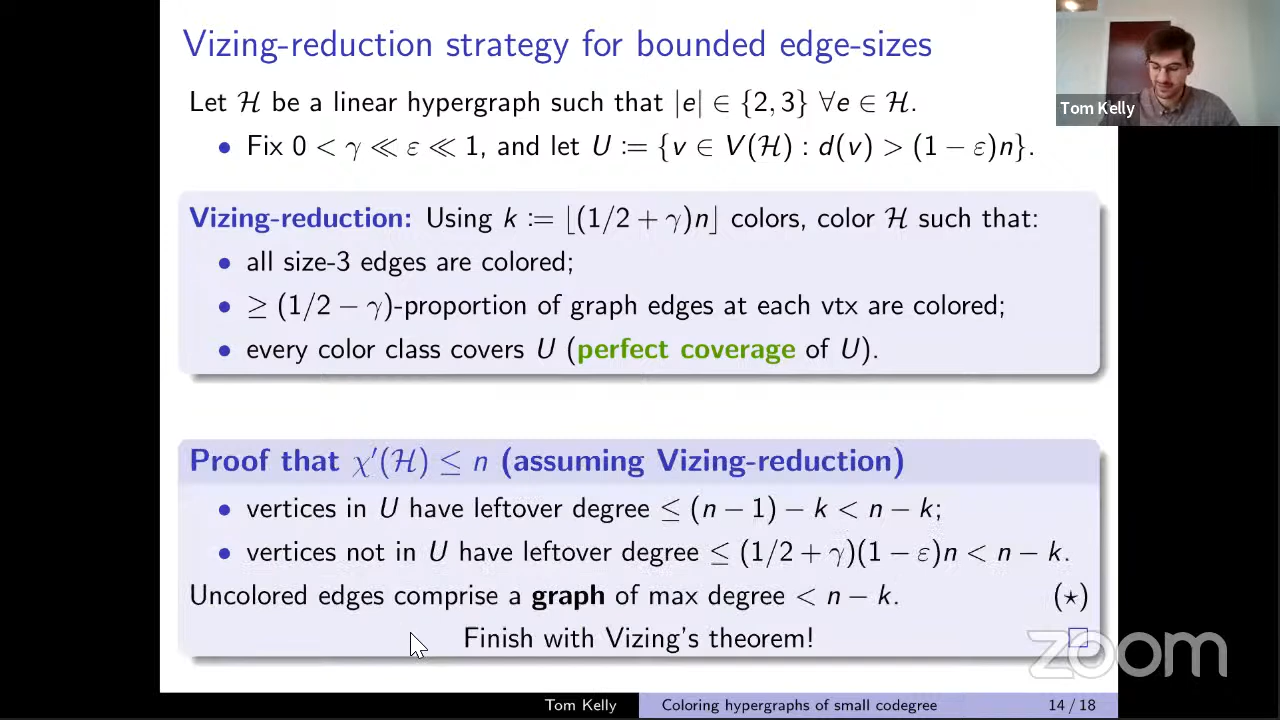 Vizing-reduction strategy for bounded edge-sizes
Let ℋ be a linear hypergraph such that |e| ∈ {2, 3} ∀e ∈ ℋ.
• Fix 0 < γ ≪ ε ≪ 1, and let U := {v ∈ V(ℋ) : d(v) > (1 − ε)n}.
Vizing-reduction: Using k := ⌊(1/2 + γ)n⌋ colors, color ℋ such that:
• all size-3 edges are colored;
• ≥ (1/2 − γ)-proportion of graph edges at each vtx are colored;
• every color class covers U (perfect coverage of U).
Proof that χ′(ℋ) ≤ n (assuming Vizing-reduction)
• vertices in U have leftover degree ≤ (n − 1) − k < n − k;
• vertices not in U have leftover degree ≤ (1/2 + γ)(1 − ε)n < n − k.
Uncolored edges comprise a graph of max degree < n − k. (⋆)
Finish with Vizing's theorem! □
Tom Kelly
zoom
Tom Kelly Coloring hypergraphs of small codegree 14 / 18